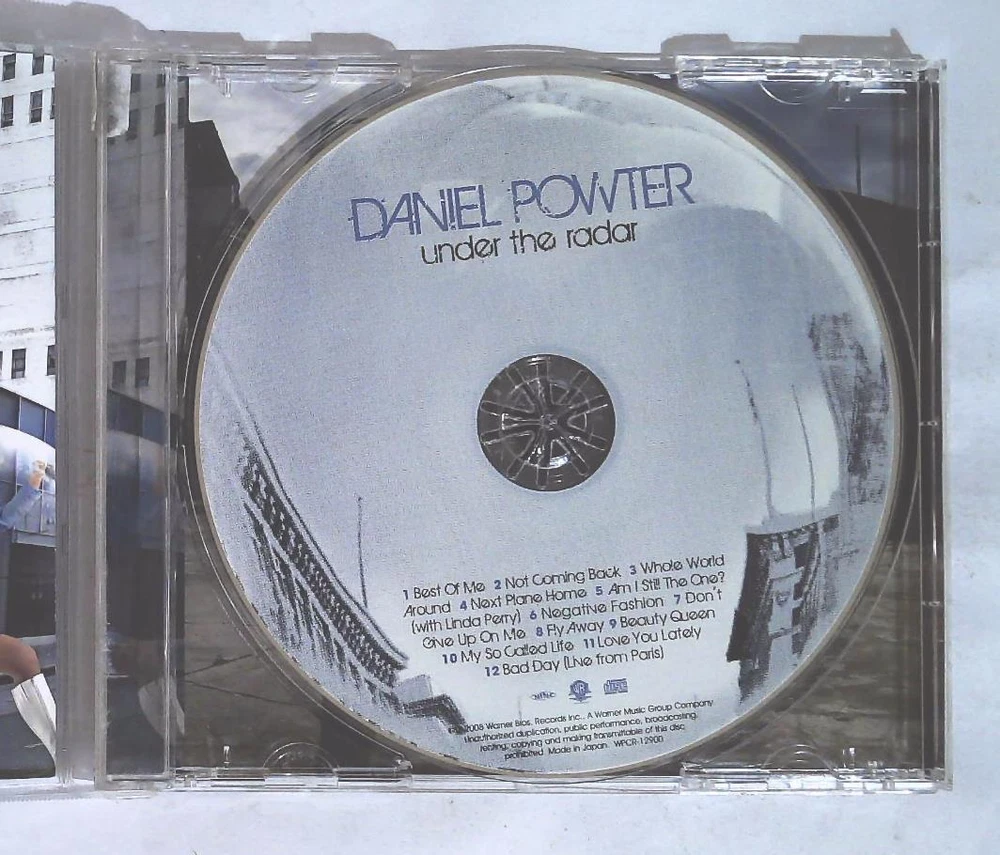 DANIEL POWTER
under the radar
1 Best Of Me 2 Not Coming Back 3 Whole World
Around 4 Next Plane Home 5 Am I Still The One?
(with Linda Perry) 6 Negative Fashion 7 Don't
Give Up On Me 8 Fly Away 9 Beauty Queen
10 My So Called Life 11 Love You Lately
12 Bad Day (Live from Paris)
2008 Warner Bros. Records Inc., A Warner Music Group Company
Unauthorized duplication, public performance, broadcasting,
renting, copying and making transmittable of this disc
prohibited. Made in Japan. WPCR-12900